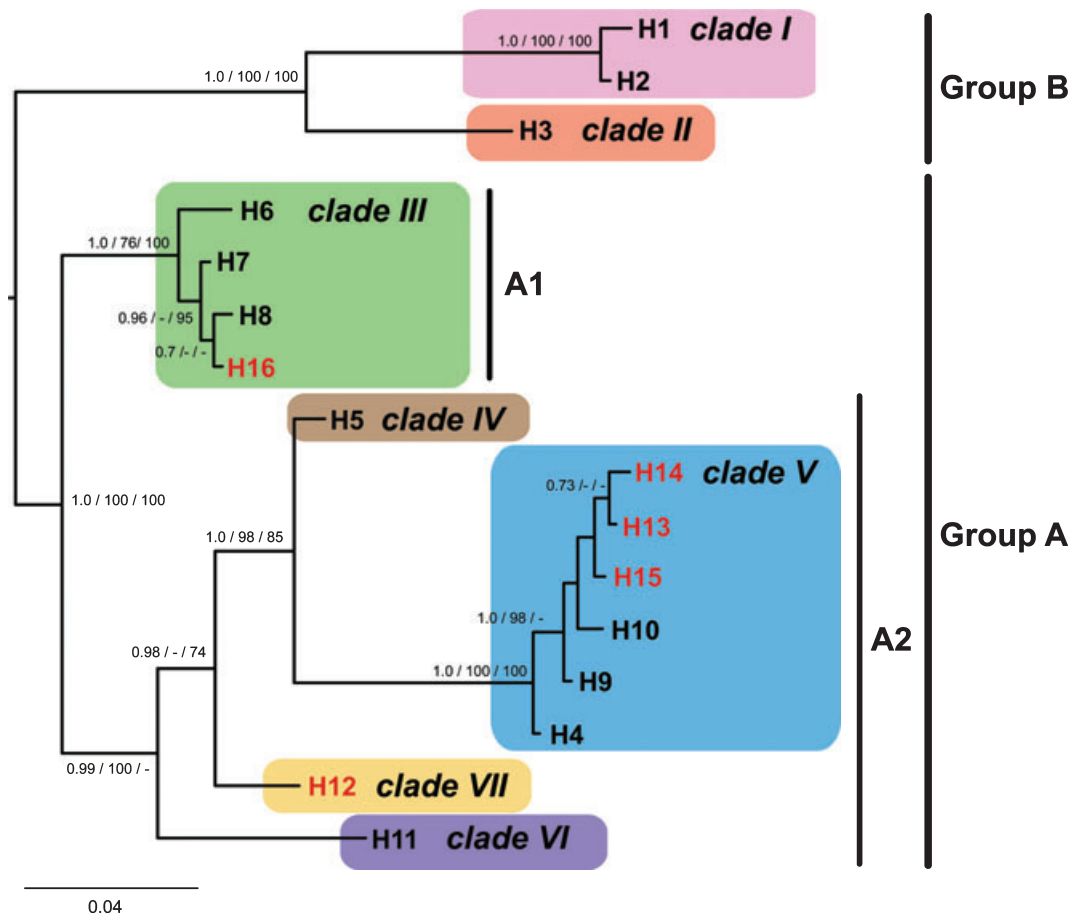 1.0 / 100 / 100
H1 clade I
H2
Group B
1.0 / 100 / 100
H3 clade II
H6 clade III
1.0 / 76/ 100
H7
A1
0.96 / - / 95
H8
0.7 /- / -
H16
H5 clade IV
H14 clade V
0.73 /- / -
1.0 / 100 / 100
H13
1.0 / 98 / 85
Group A
H15
1.0 / 98 / -
H10
A2
0.98 / - / 74
1.0 / 100 / 100
H9
H4
0.99 / 100 / -
H12 clade VII
H11 clade VI
0.04